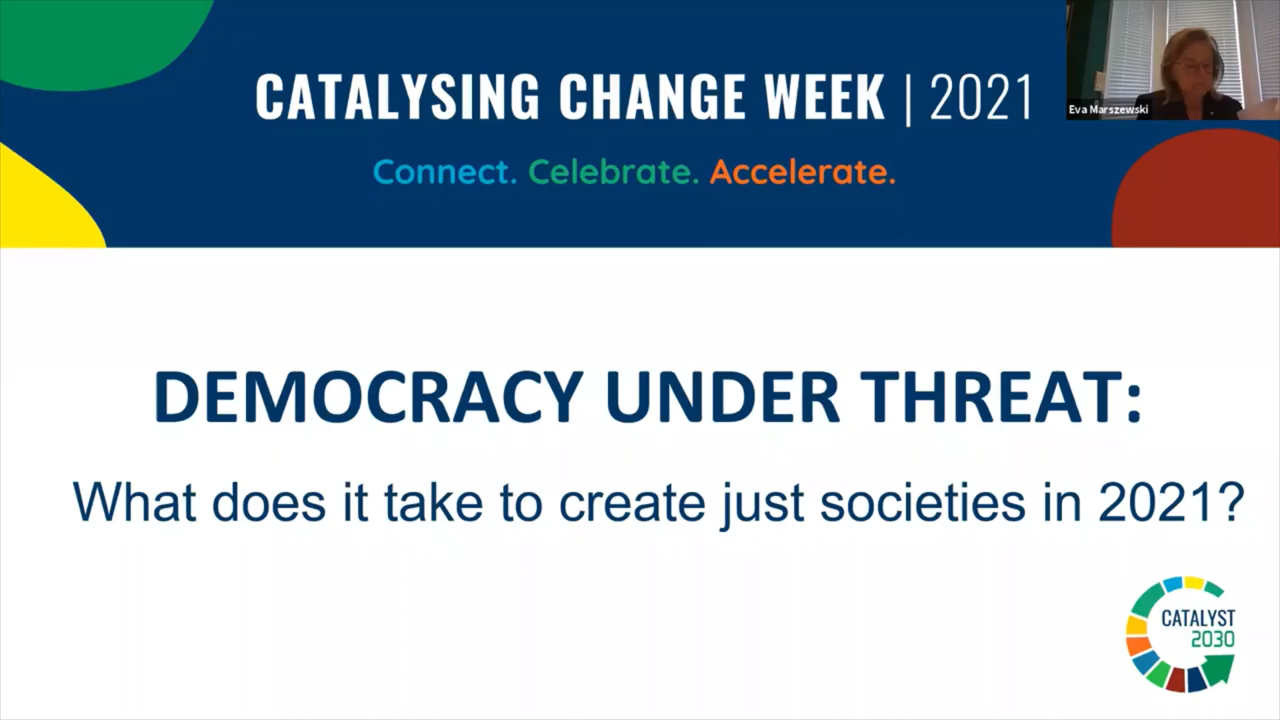 CATALYSING CHANGE WEEK | 2021
Eva Marszewski
Connect. Celebrate. Accelerate.
DEMOCRACY UNDER THREAT:
What does it take to create just societies in 2021?
CATALYST
2030